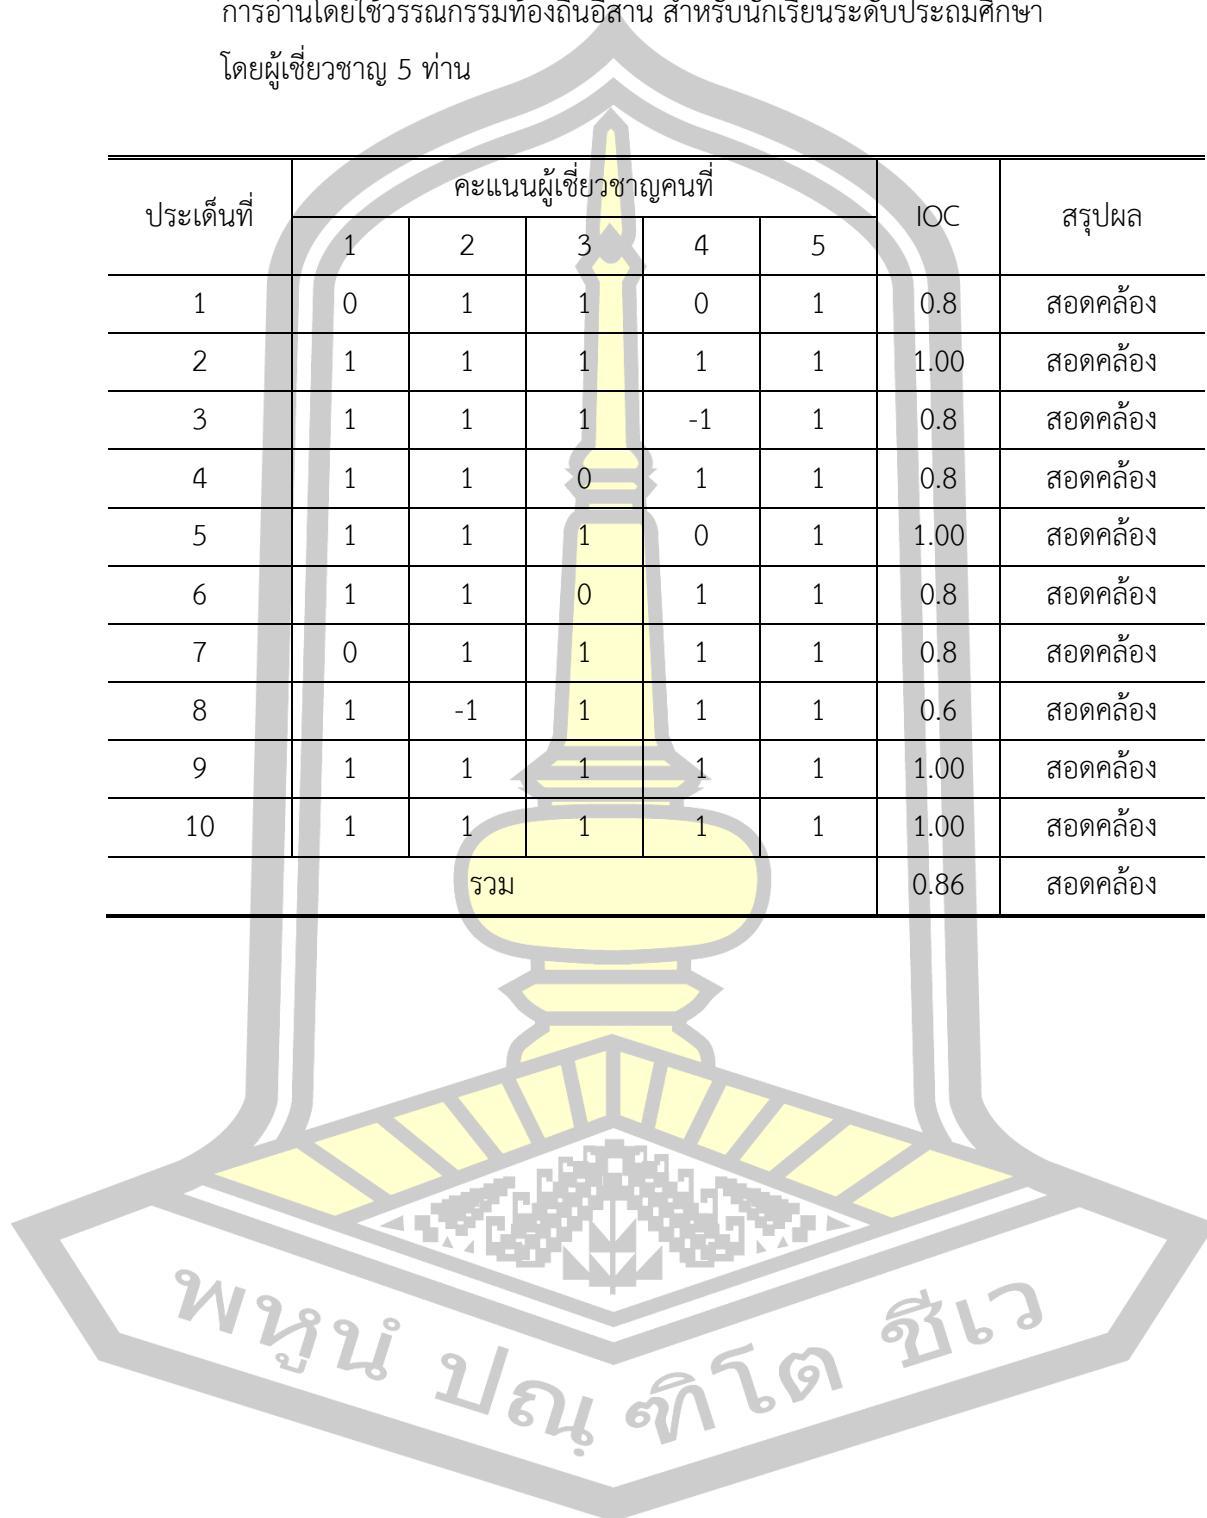 การอ่านโดยใช้วรรณกรรมท้องถิ่นอีสาน สำหรับนักเรียนระดับประถมศึกษา
โดยผู้เชี่ยวชาญ 5 ท่าน
ประเด็นที่ คะแนนผู้เชี่ยวชาญคนที่ IOC สรุปผล
1 2 3 4 5
1 0 1 1 0 1 0.8 สอดคล้อง
2 1 1 1 1 1 1.00 สอดคล้อง
3 1 1 1 -1 1 0.8 สอดคล้อง
4 1 1 0 1 1 0.8 สอดคล้อง
5 1 1 1 0 1 1.00 สอดคล้อง
6 1 1 0 1 1 0.8 สอดคล้อง
7 0 1 1 1 1 0.8 สอดคล้อง
8 1 -1 1 1 1 0.6 สอดคล้อง
9 1 1 1 1 1 1.00 สอดคล้อง
10 1 1 1 1 1 1.00 สอดคล้อง
รวม 0.86 สอดคล้อง
พหูนํ ปณฺฑิโต ชีเว